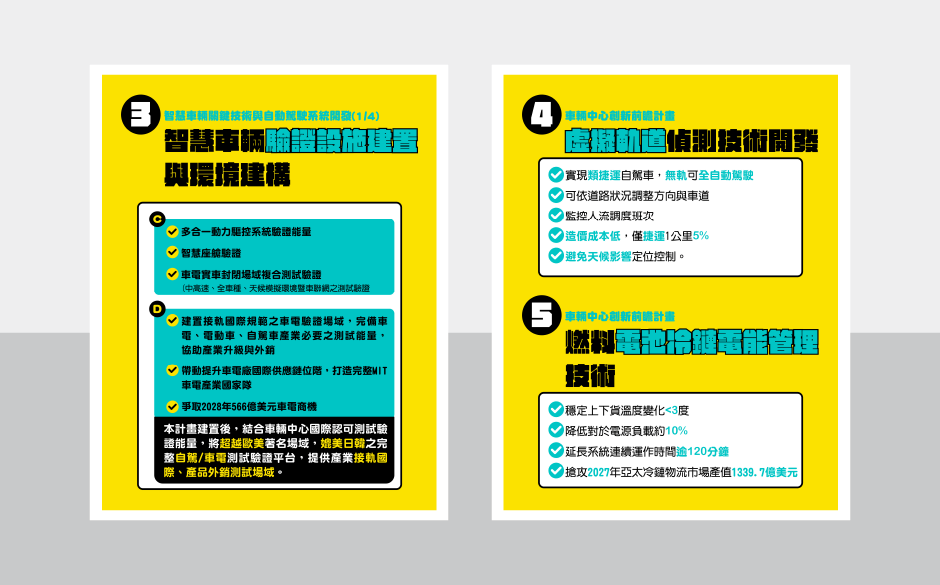 3
智慧車輛關鍵技術與自動駕駛系統開發(1/4)
智慧車輛驗證設施建置
與環境建構
C
多合一動力驅控系統驗證能量
智慧座艙驗證
車電實車封閉場域複合測試驗證
(中高速、全車種、天候模擬環境暨車聯網之測試驗證
D
建置接軌國際規範之車電驗證場域，完備車
電、電動車、自駕車產業必要之測試能量，
協助產業升級與外銷
帶動提升車電廠國際供應鏈位階，打造完整MIT
車電產業國家隊
爭取2028年566億美元車電商機
本計畫建置後，結合車輛中心國際認可測試驗
證能量，將超越歐美著名場域，媲美日韓之完
整自駕/車電測試驗證平台，提供產業接軌國
際、產品外銷測試場域。
4
車輛中心創新前瞻計畫
虛擬軌道偵測技術開發
實現類捷運自駕車，無軌可全自動駕駛
可依道路狀況調整方向與車道
監控人流調度班次
造價成本低，僅捷運1公里5%
避免天候影響定位控制。
5
車輛中心創新前瞻計畫
燃料電池冷鏈電能管理
技術
穩定上下貨溫度變化<3度
降低對於電源負載約10%
延長系統連續運作時間逾120分鐘
搶攻2027年亞太冷鏈物流市場產值1339.7億美元